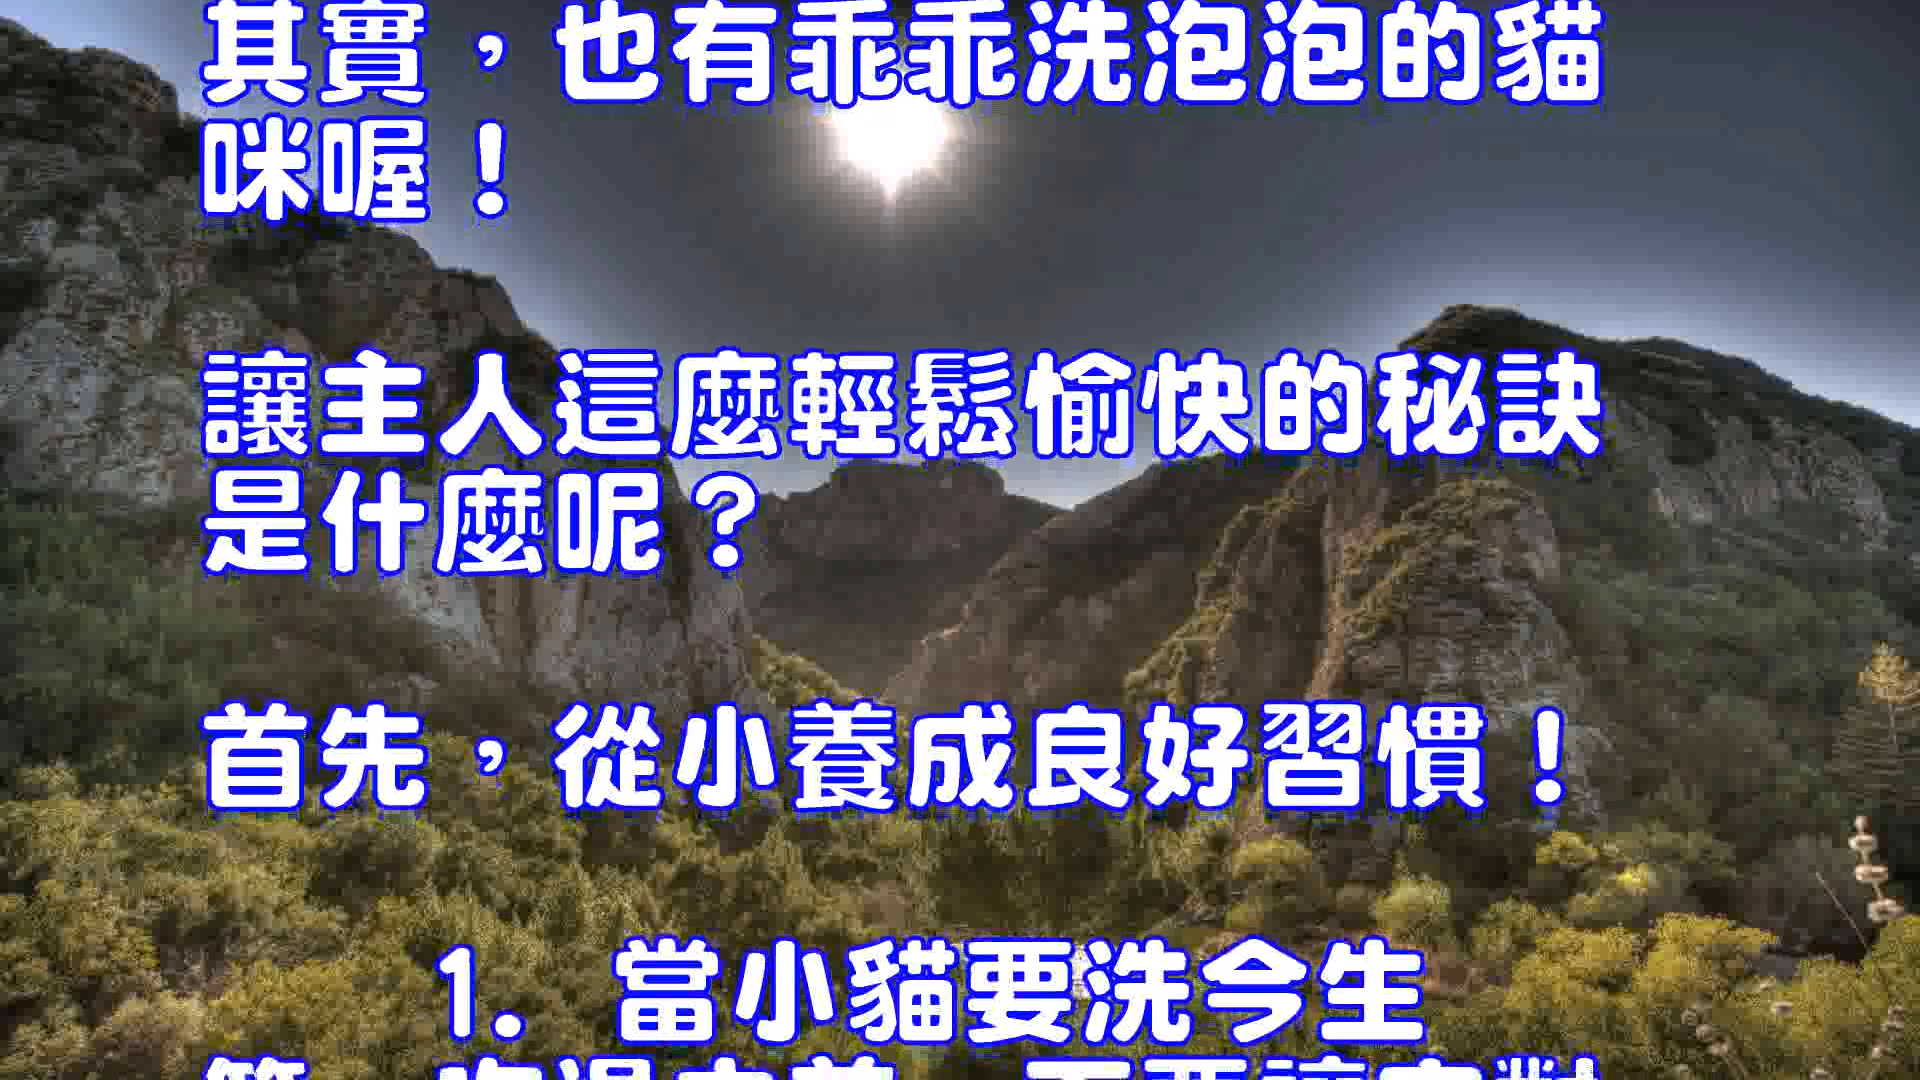 其實，也有乖乖洗泡泡的貓
咪喔！
讓主人這麼輕鬆愉快的秘訣
是什麼呢？
首先，從小養成良好習慣！
1. 當小貓要洗今生